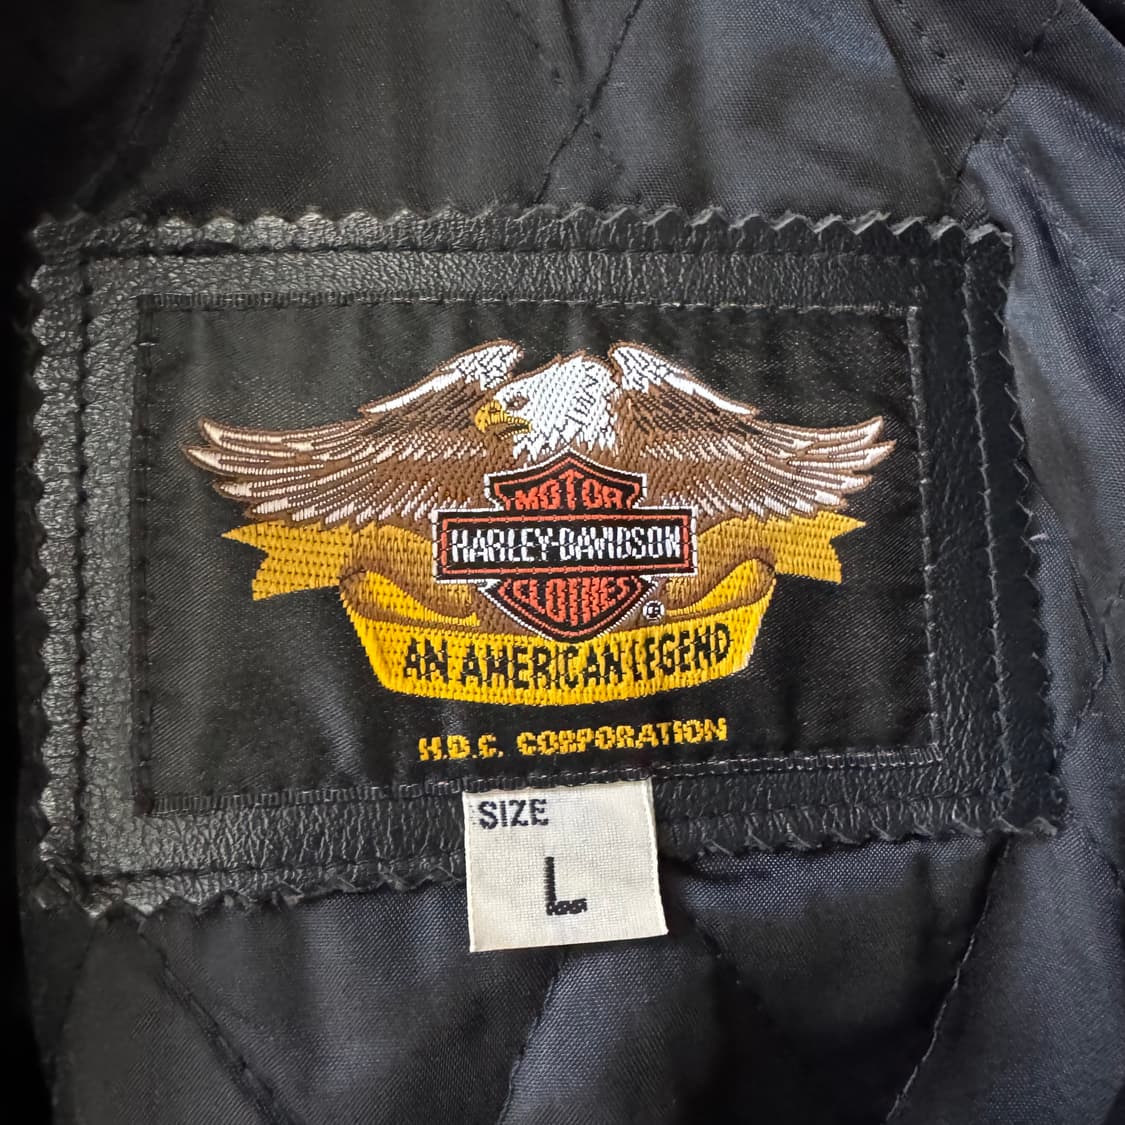 MOTOR
HARLEY-DAVIDSON
CLOTHES
®
AN AMERICAN LEGEND
H.D.C. CORPORATION
SIZE
L